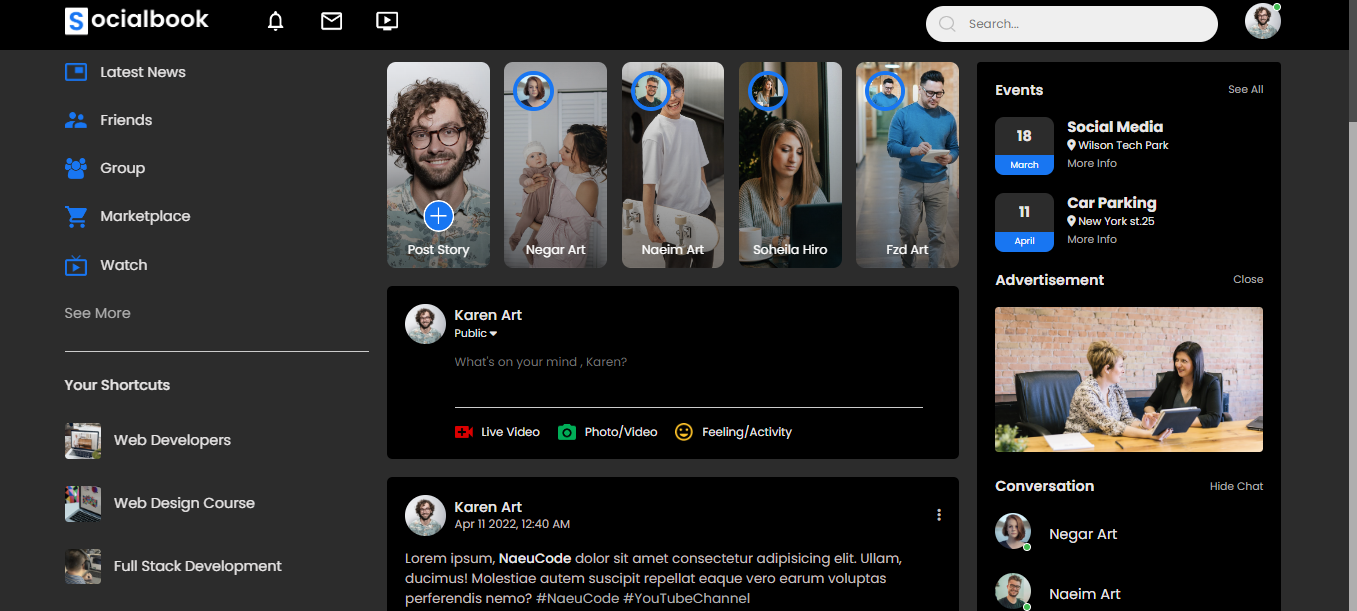 Socialbook
Search...
Latest News
Friends
Group
Marketplace
Watch
See More
Your Shortcuts
Web Developers
Web Design Course
Full Stack Development
Post Story
Negar Art
Naeim Art
Soheila Hiro
Fzd Art
Karen Art
Public
What's on your mind , Karen?
Live Video
Photo/Video
Feeling/Activity
Karen Art
Apr 11 2022, 12:40 AM
Lorem ipsum, NaeuCode dolor sit amet consectetur adipisicing elit. Ullam,
ducimus! Molestiae autem suscipit repellat eaque vero earum voluptas
perferendis nemo? #NaeuCode #YouTubeChannel
Events
See All
18
March
Social Media
Wilson Tech Park
More Info
11
April
Car Parking
New York st.25
More Info
Advertisement
Close
Conversation
Hide Chat
Negar Art
Naeim Art